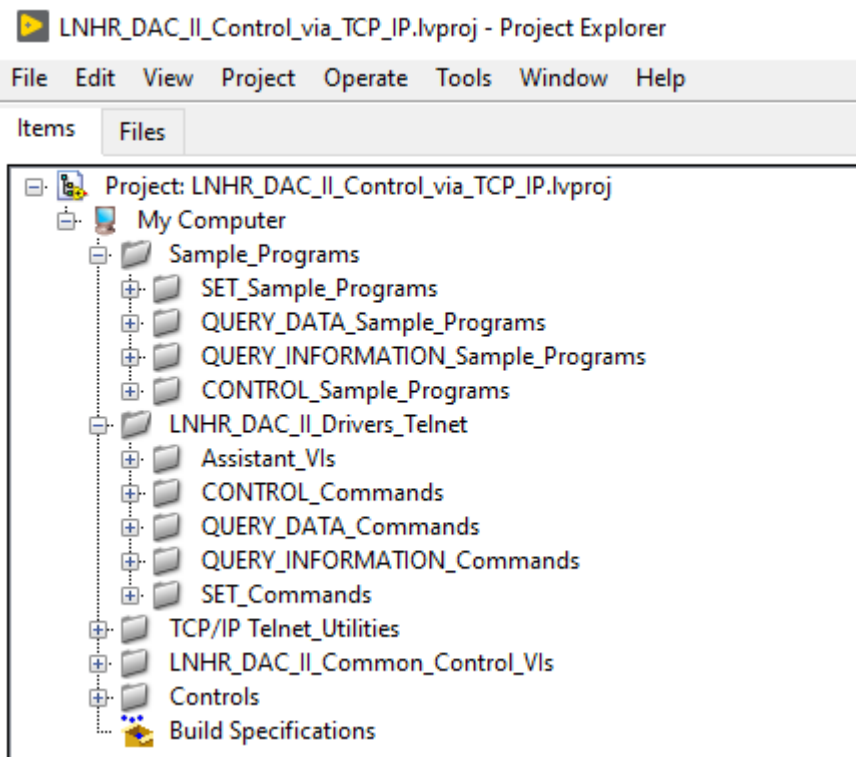 LNHR_DAC_II_Control_via_TCP_IP.lvproj - Project Explorer
File Edit View Project Operate Tools Window Help
Items Files
Project: LNHR_DAC_II_Control_via_TCP_IP.lvproj
My Computer
Sample_Programs
SET_Sample_Programs
QUERY_DATA_Sample_Programs
QUERY_INFORMATION_Sample_Programs
CONTROL_Sample_Programs
LNHR_DAC_II_Drivers_Telnet
Assistant_VIs
CONTROL_Commands
QUERY_DATA_Commands
QUERY_INFORMATION_Commands
SET_Commands
TCP/IP Telnet_Utilities
LNHR_DAC_II_Common_Control_VIs
Controls
Build Specifications